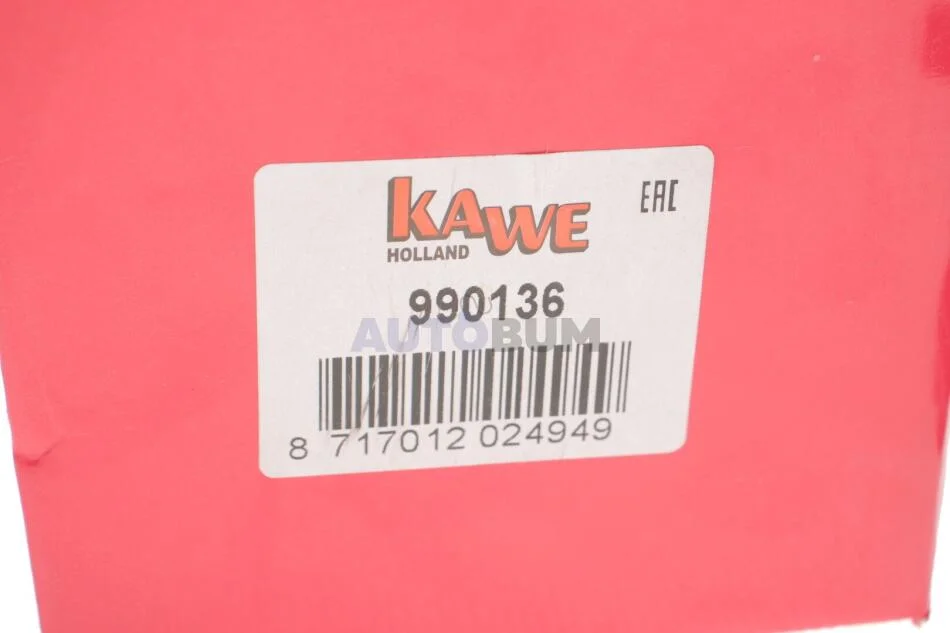 KAWE
EAC
HOLLAND
990136
AUTOBUM
8 717012 024949